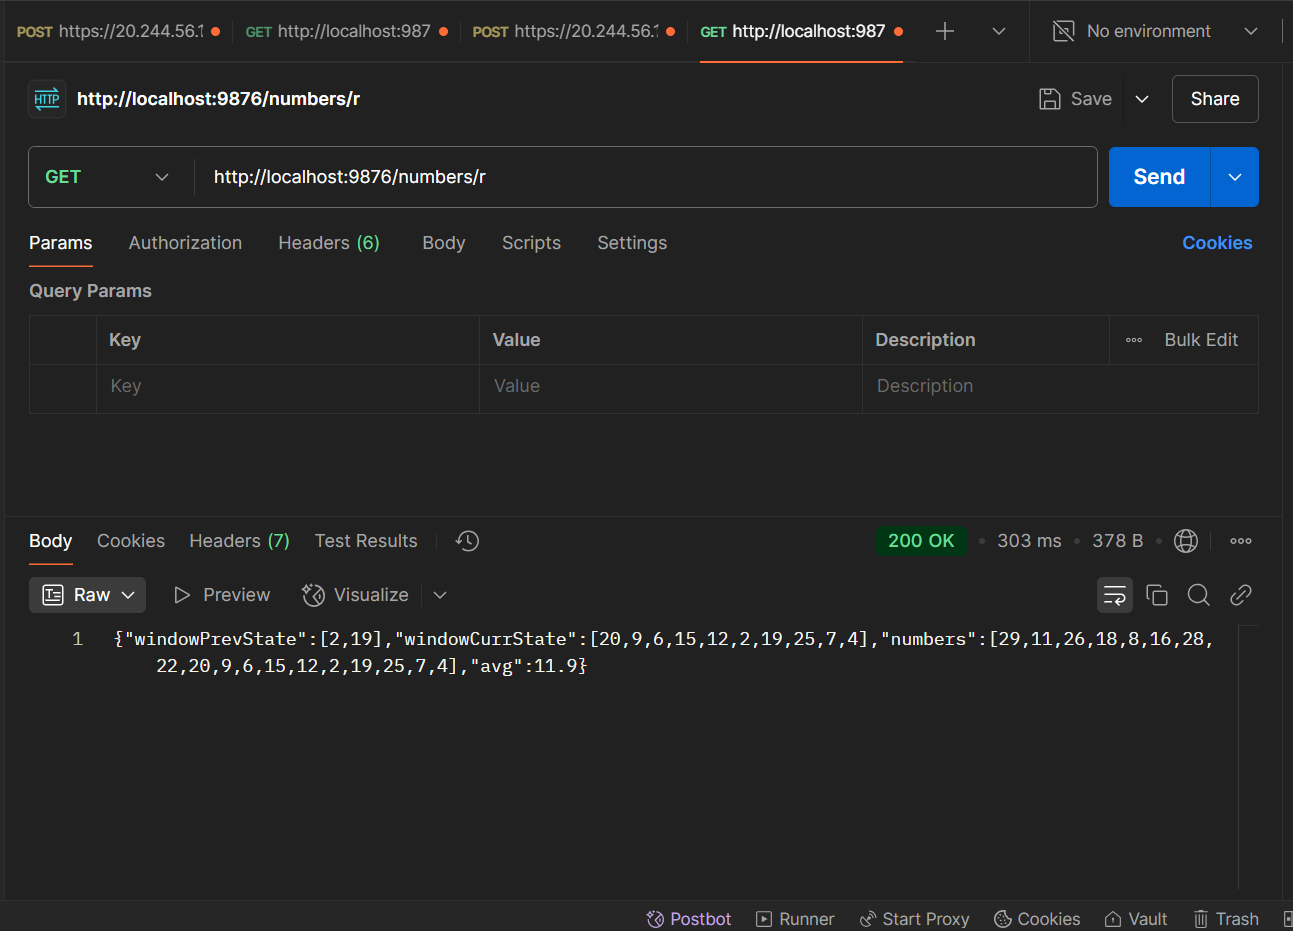 POST https://20.244.56.1 GET http://localhost:987 POST https://20.244.56.1 GET http://localhost:987 No environment
HTTP http://localhost:9876/numbers/r Save Share
GET http://localhost:9876/numbers/r Send
Params Authorization Headers (6) Body Scripts Settings Cookies
Query Params
Key Value Description Bulk Edit
Key Value Description
Body Cookies Headers (7) Test Results 200 OK • 303 ms • 378 B •
Raw Preview Visualize
1 {"windowPrevState":[2,19],"windowCurrState":[20,9,6,15,12,2,19,25,7,4],"numbers":[29,11,26,18,8,16,28,
22,20,9,6,15,12,2,19,25,7,4],"avg":11.9}
Postbot Runner Start Proxy Cookies Vault Trash